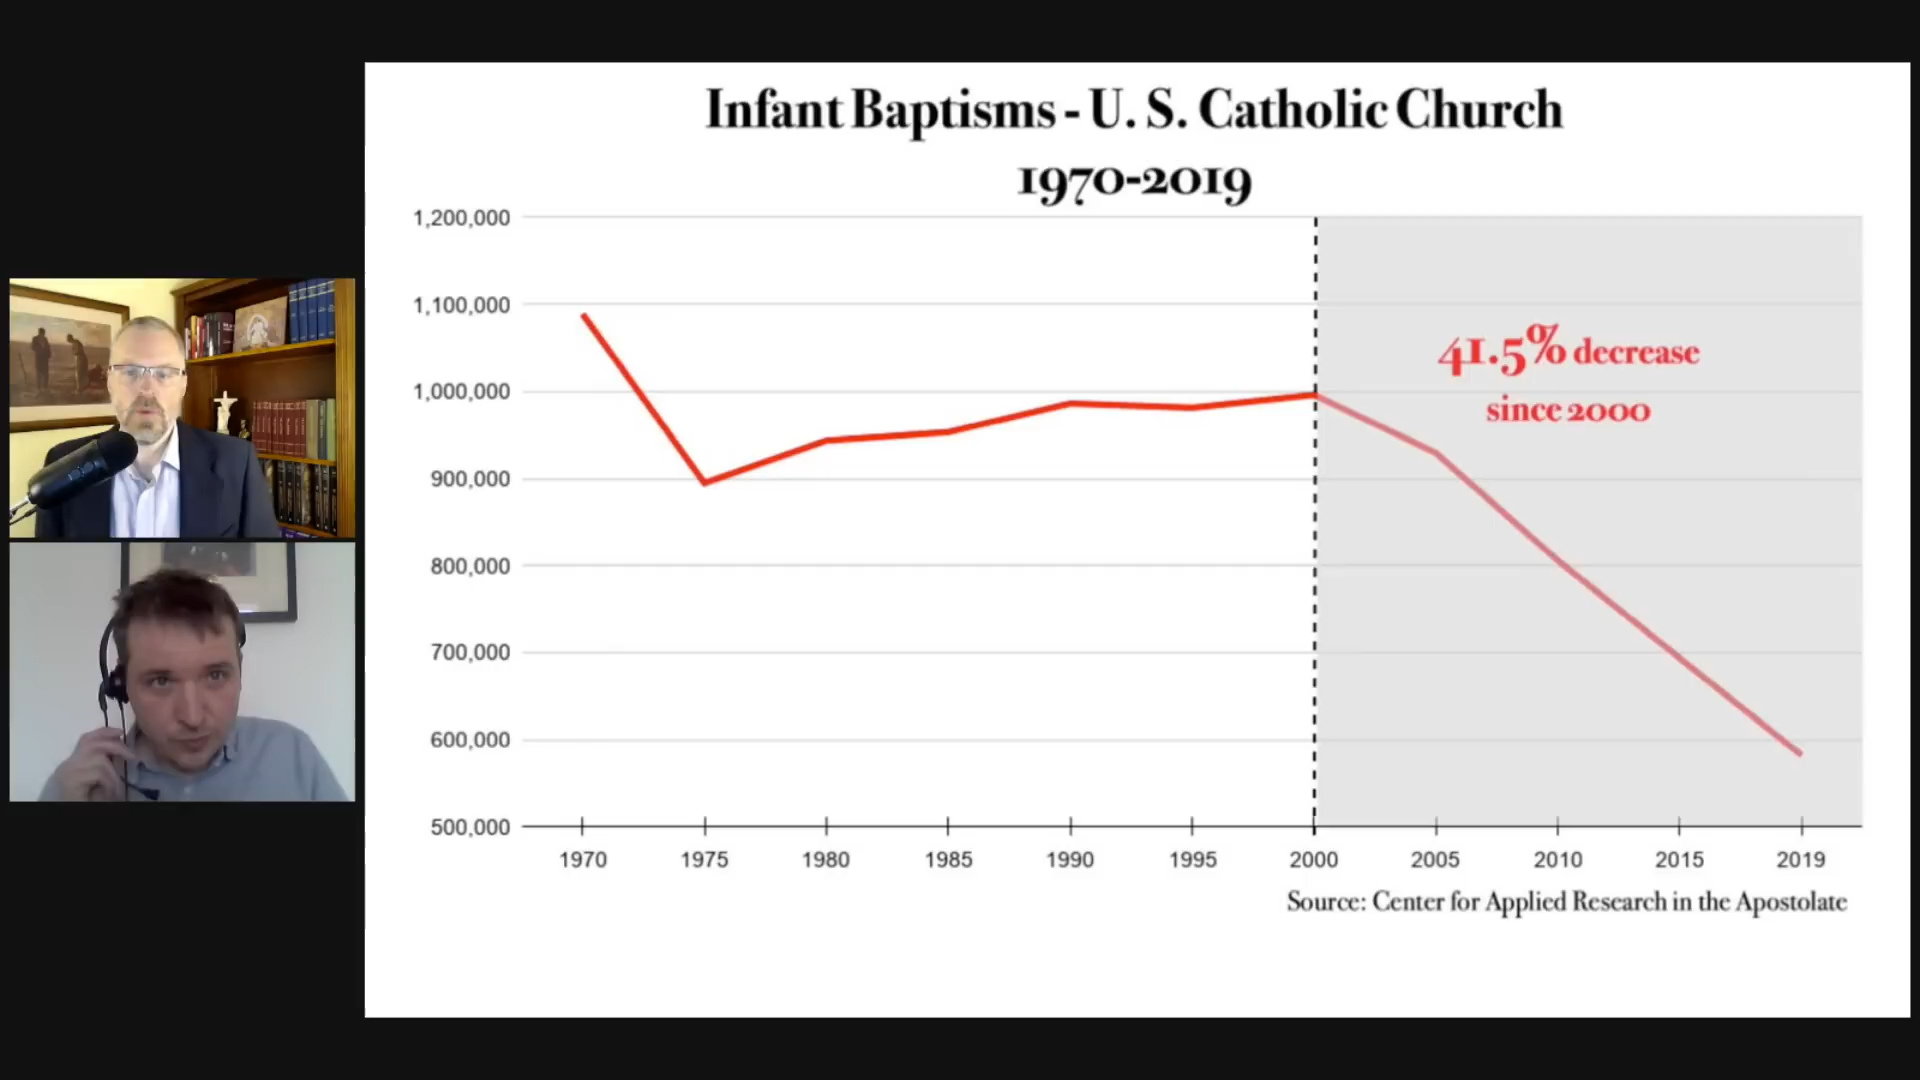 Infant Baptisms - U. S. Catholic Church
1970-2019
1,200,000
1,100,000
1,000,000
900,000
800,000
700,000
600,000
500,000
41.5% decrease
since 2000
1970 1975 1980 1985 1990 1995 2000 2005 2010 2015 2019
Source: Center for Applied Research in the Apostolate